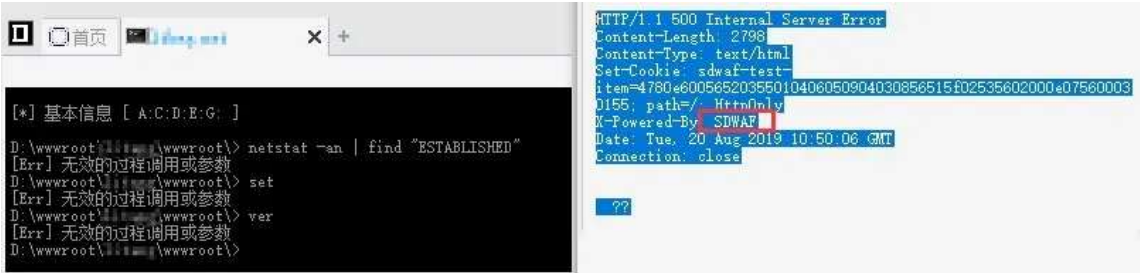 首页
× +
[*] 基本信息 [ A:C:D:E:G: ]
D:\wwwroot\ \wwwroot\> netstat -an | find "ESTABLISHED"
[Err] 无效的过程调用或参数
D:\wwwroot\ \wwwroot\> set
[Err] 无效的过程调用或参数
D:\wwwroot\ \wwwroot\> ver
[Err] 无效的过程调用或参数
D:\wwwroot\ \wwwroot\>
HTTP/1.1 500 Internal Server Error
Content-Length: 2798
Content-Type: text/html
Set-Cookie: sdwaf-test-
item=4780e6005652035501040605090403085651​5f02535602000e07560003
0155; path=/; HttpOnly
X-Powered-By: SDWAF
Date: Tue, 20 Aug 2019 10:50:06 GMT
Connection: close
??